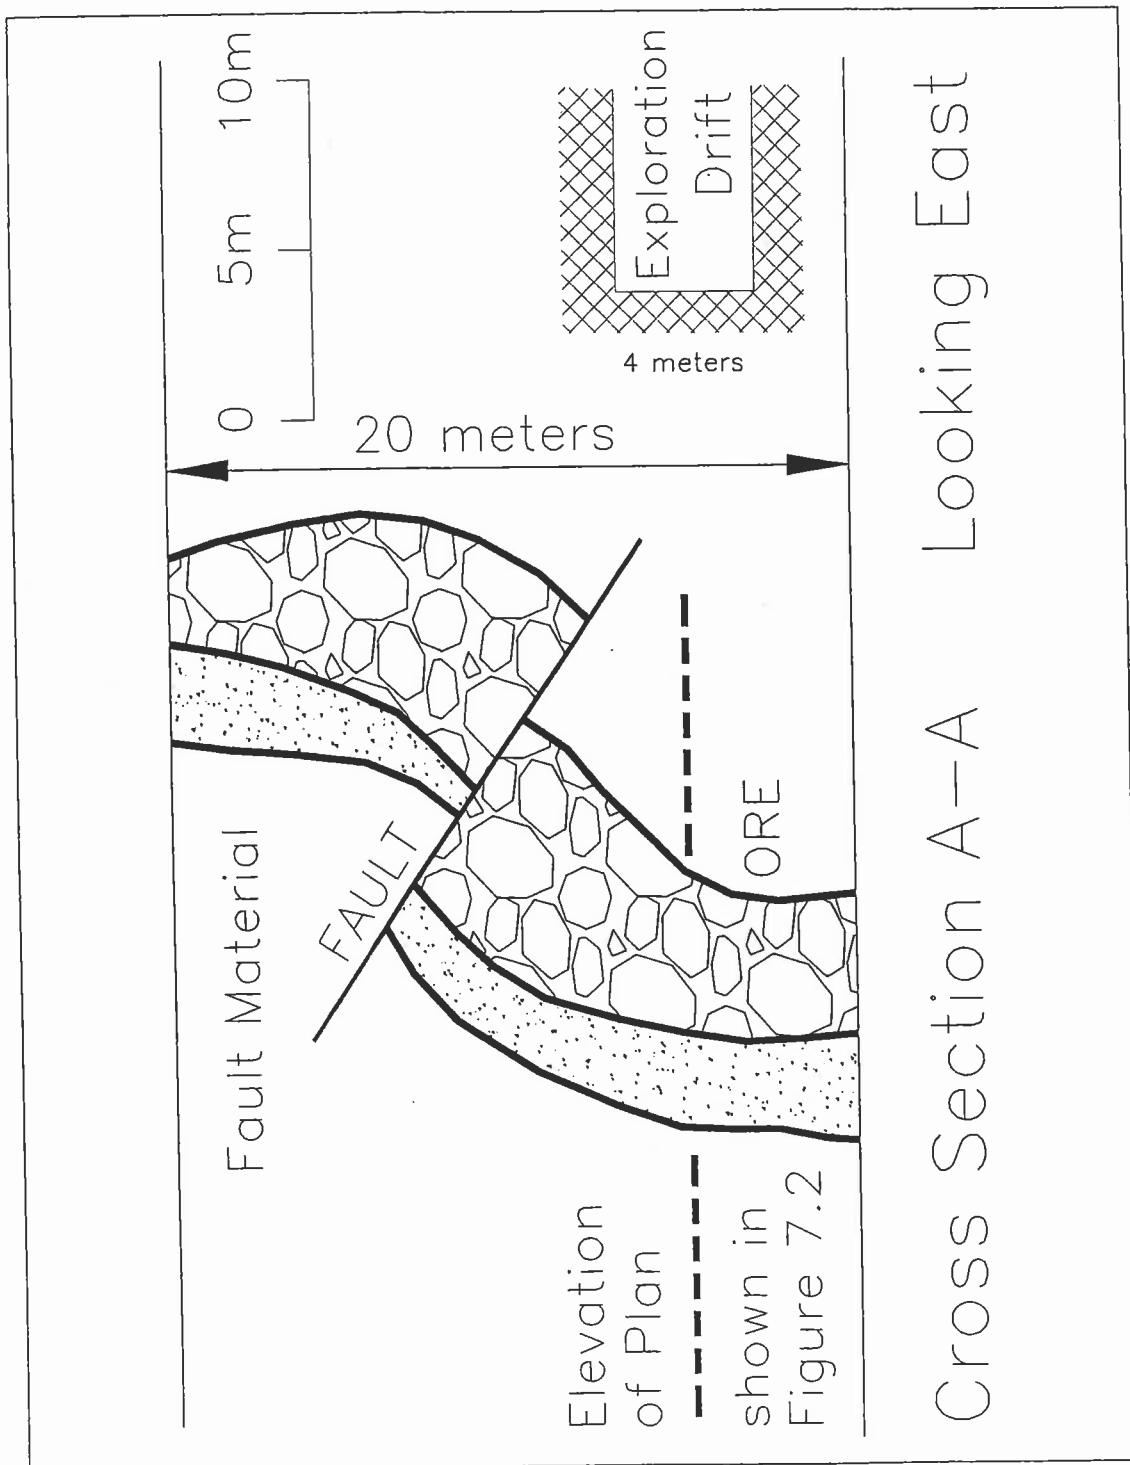 0 5m 10m
20 meters
Exploration
Drift
4 meters
Fault Material
FAULT
ORE
Elevation
of Plan
shown in
Figure 7.2
Cross Section A-A Looking East